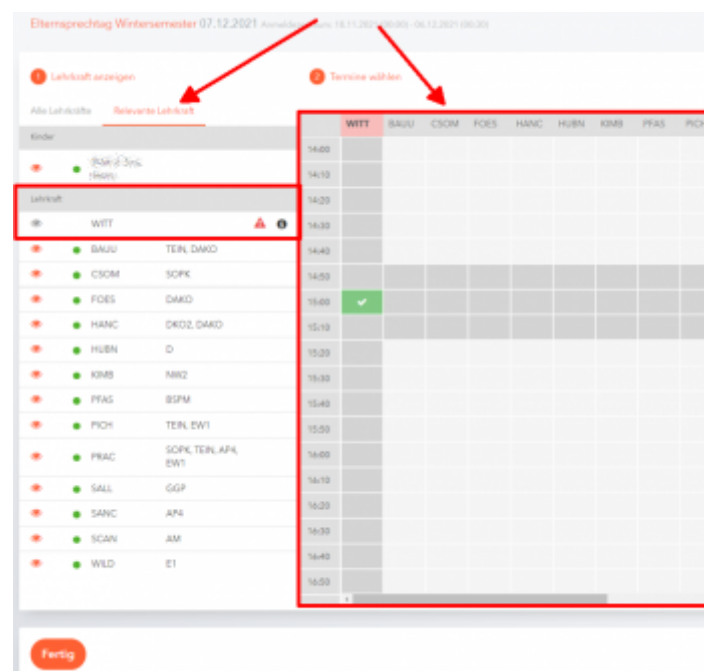 Elternsprechtag Wintersemester 07.12.2021
1 Lehrkraft anzeigen
2 Termine wählen
Alle Lehrkräfte Relevante Lehrkraft
Kinder
Lehrkraft
WITT
BAUU TEIN, DAKO
CSOM SOPK
FOES DAKO
HANC DKO2, DAKO
HUBN D
KIMB NW2
PFAS BSPM
PICH TEIN, EW1
PRAC SOPK, TEIN, AP4,
EW1
SALL GGP
SANC AP4
SCAN AM
WILD E1
WITT BAUU CSOM FOES HANC HUBN KIMB PFAS PICH
14:00
14:10
14:20
14:30
14:40
14:50
15:00
15:10
15:20
15:30
15:40
15:50
16:00
16:10
16:20
16:30
16:40
16:50
Fertig